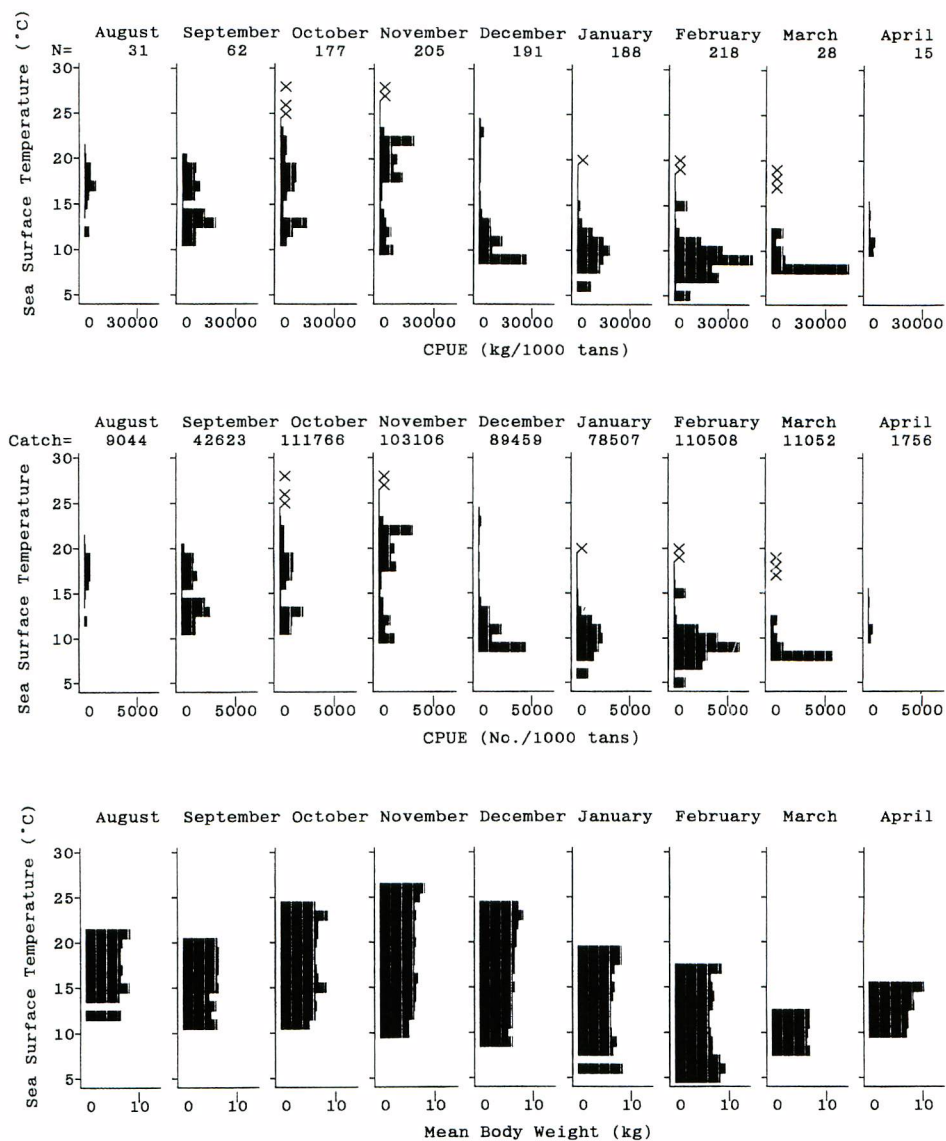 August September October November December January February March April
N= 31 62 177 205 191 188 218 28 15
Sea Surface Temperature (°C)
30
25
20
15
10
5
0 30000 0 30000 0 30000 0 30000 0 30000 0 30000 0 30000 0 30000 0 30000
CPUE (kg/1000 tans)
August September October November December January February March April
Catch= 9044 42623 111766 103106 89459 78507 110508 11052 1756
Sea Surface Temperature
30
25
20
15
10
5
0 5000 0 5000 0 5000 0 5000 0 5000 0 5000 0 5000 0 5000 0 5000
CPUE (No./1000 tans)
August September October November December January February March April
Sea Surface Temperature (°C)
30
25
20
15
10
5
0 10 0 10 0 10 0 10 0 10 0 10 0 10 0 10 0 10
Mean Body Weight (kg)